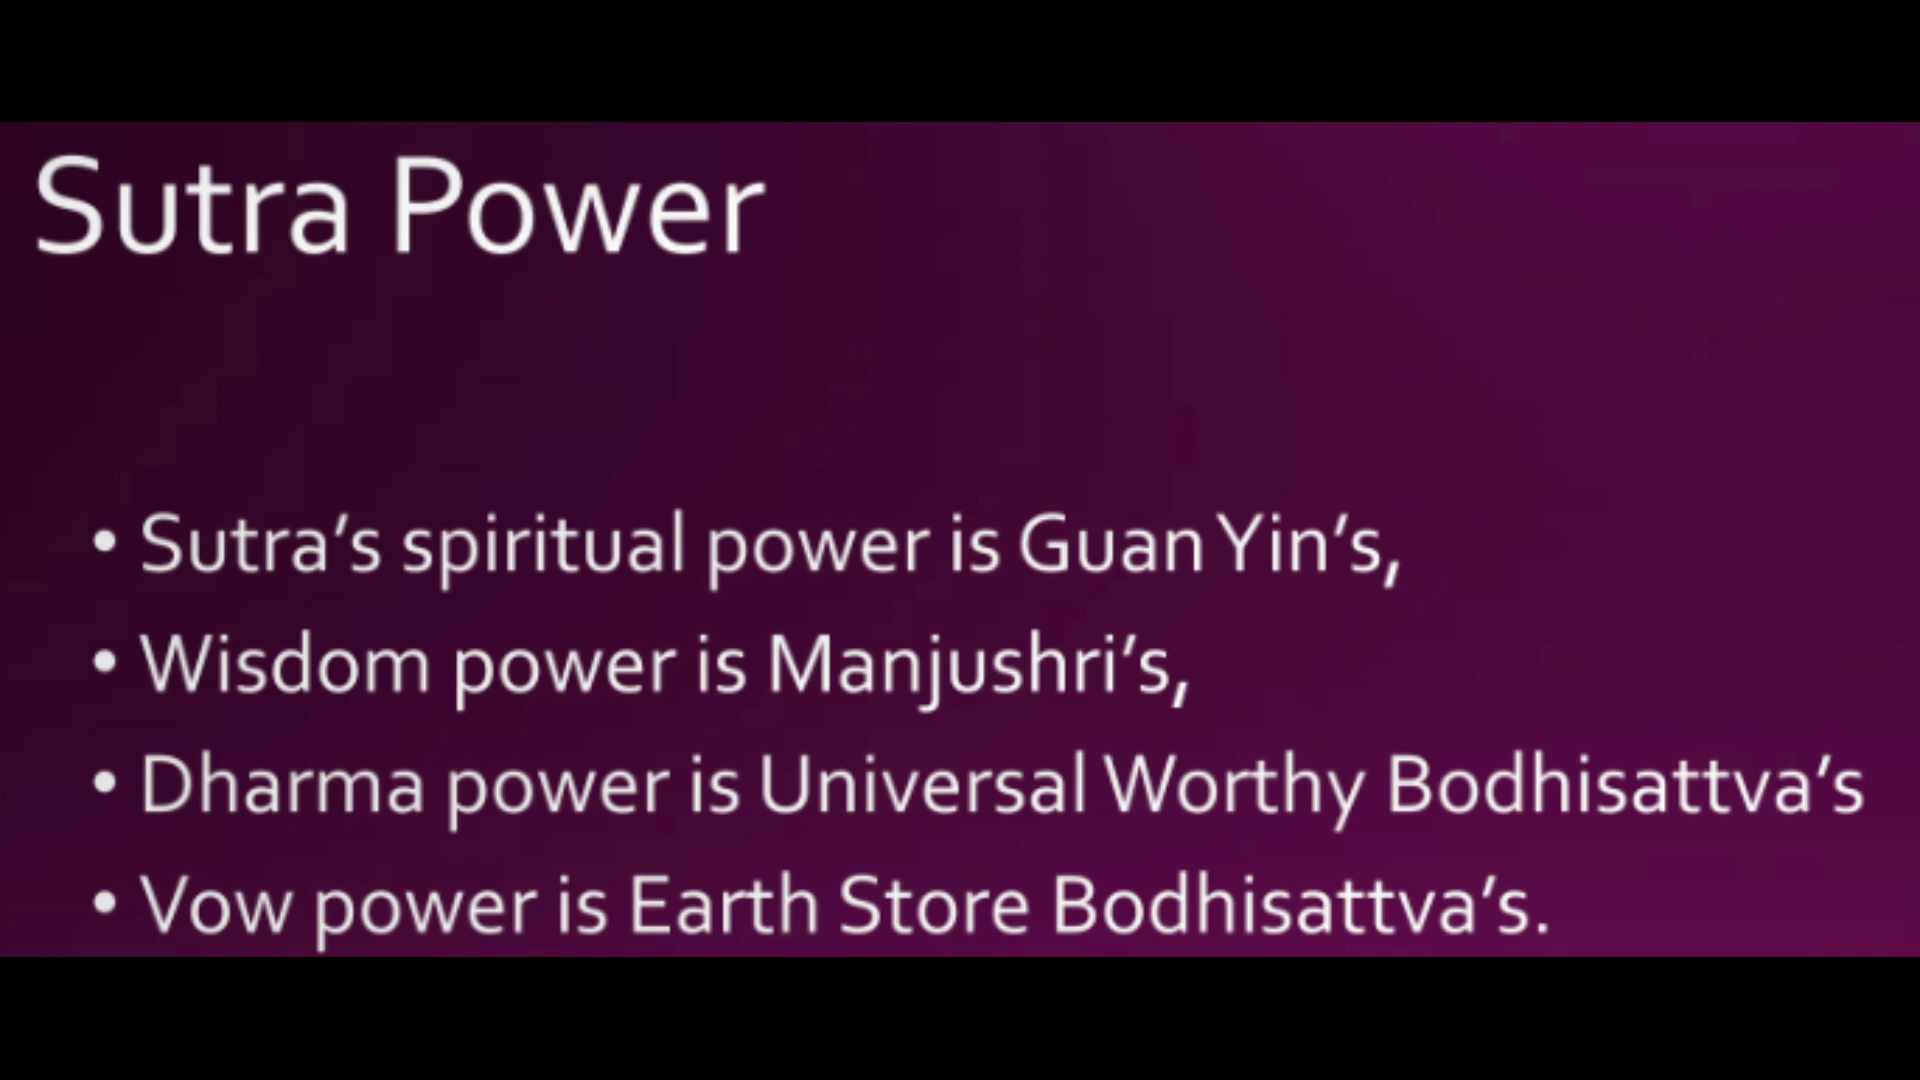 Sutra Power
• Sutra’s spiritual power is Guan Yin’s,
• Wisdom power is Manjushri’s,
• Dharma power is Universal Worthy Bodhisattva’s
• Vow power is Earth Store Bodhisattva’s.